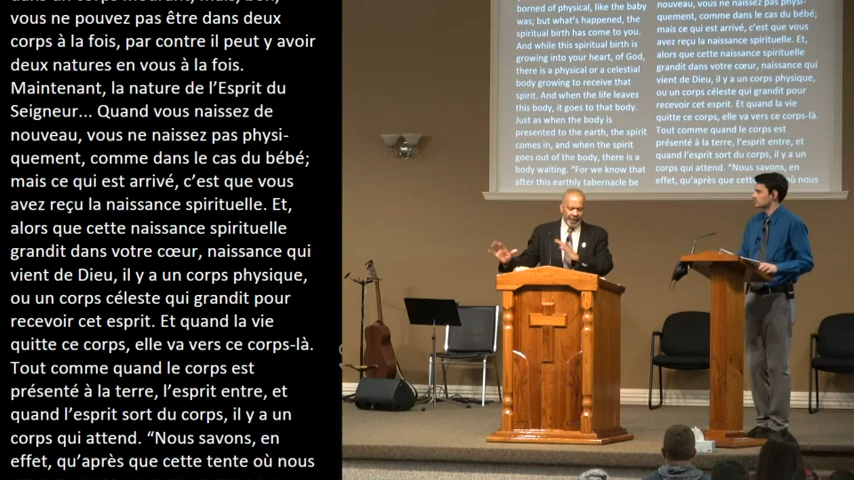 vous ne pouvez pas être dans deux
corps à la fois, par contre il peut y avoir
deux natures en vous à la fois.
Maintenant, la nature de l'Esprit du
Seigneur... Quand vous naissez de
nouveau, vous ne naissez pas physi-
quement, comme dans le cas du bébé;
mais ce qui est arrivé, c'est que vous
avez reçu la naissance spirituelle. Et,
alors que cette naissance spirituelle
grandit dans votre cœur, naissance qui
vient de Dieu, il y a un corps physique,
ou un corps céleste qui grandit pour
recevoir cet esprit. Et quand la vie
quitte ce corps, elle va vers ce corps-là.
Tout comme quand le corps est
présenté à la terre, l'esprit entre, et
quand l'esprit sort du corps, il y a un
corps qui attend. “Nous savons, en
effet, qu'après que cette tente où nous
borned of physical, like the baby
was; but what's happened, the
spiritual birth has come to you.
And while this spiritual birth is
growing into your heart, of God,
there is a physical or a celestial
body growing to receive that
spirit. And when the life leaves
this body, it goes to that body.
Just as when the body is
presented to the earth, the spirit
comes in, and when the spirit
goes out of the body, there is a
body waiting. “For we know that
after this earthly tabernacle be
nouveau, vous ne naissez pas physi-
quement, comme dans le cas du bébé;
mais ce qui est arrivé, c'est que vous
avez reçu la naissance spirituelle. Et,
alors que cette naissance spirituelle
grandit dans votre cœur, naissance qui
vient de Dieu, il y a un corps physique,
ou un corps céleste qui grandit pour
recevoir cet esprit. Et quand la vie
quitte ce corps, elle va vers ce corps-là.
Tout comme quand le corps est
présenté à la terre, l'esprit entre, et
quand l'esprit sort du corps, il y a un
corps qui attend. “Nous savons, en
effet, qu'après que où nous